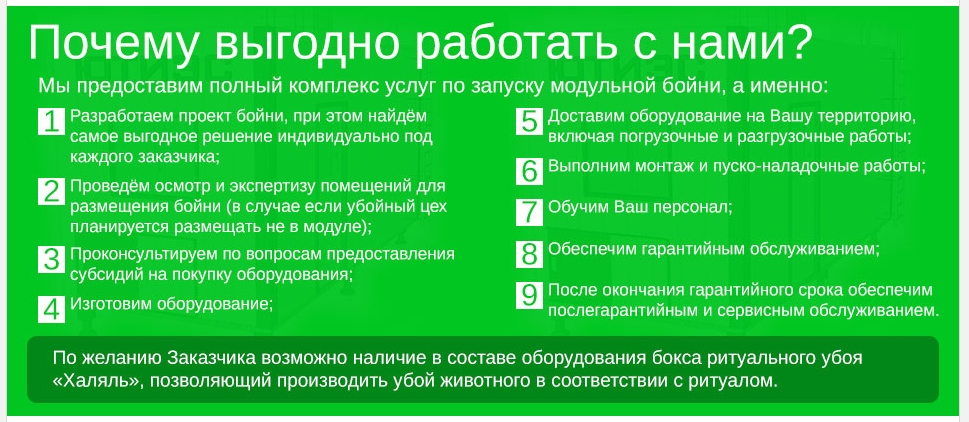 Почему выгодно работать с нами?
Мы предоставим полный комплекс услуг по запуску модульной бойни, а именно:
1 Разработаем проект бойни, при этом найдём
самое выгодное решение индивидуально под
каждого заказчика;
2 Проведём осмотр и экспертизу помещений для
размещения бойни (в случае если убойный цех
планируется размещать не в модуле);
3 Проконсультируем по вопросам предоставления
субсидий на покупку оборудования;
4 Изготовим оборудование;
5 Доставим оборудование на Вашу территорию,
включая погрузочные и разгрузочные работы;
6 Выполним монтаж и пуско-наладочные работы;
7 Обучим Ваш персонал;
8 Обеспечим гарантийным обслуживанием;
9 После окончания гарантийного срока обеспечим
послегарантийным и сервисным обслуживанием.
По желанию Заказчика возможно наличие в составе оборудования бокса ритуального убоя
«Халяль», позволяющий производить убой животного в соответствии с ритуалом.